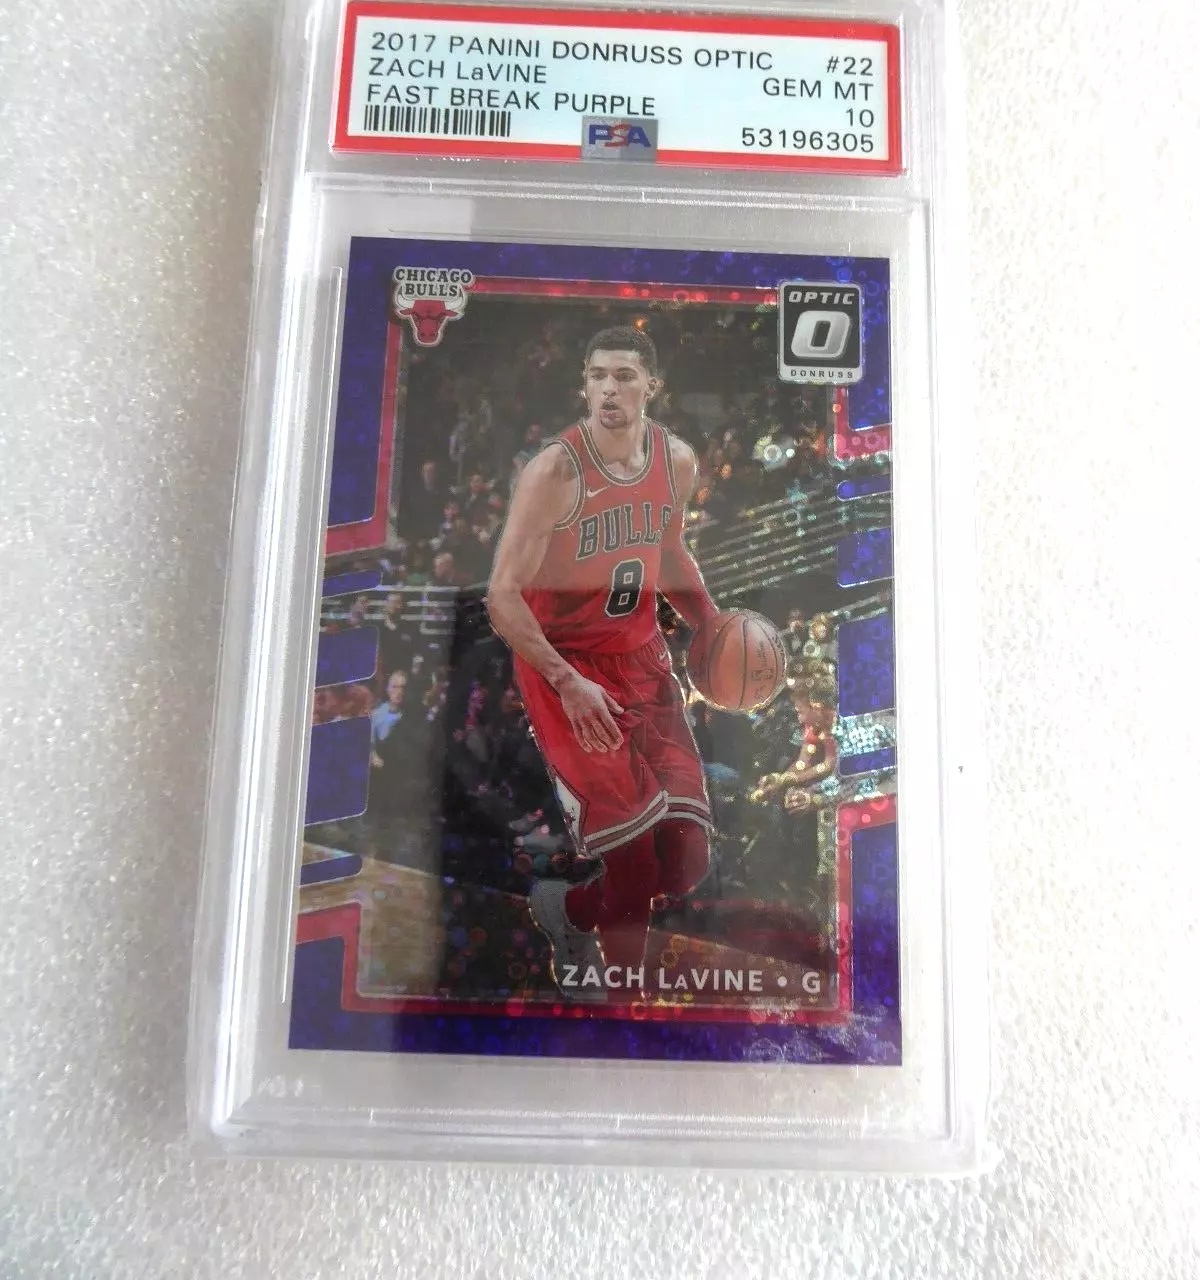 2017 PANINI DONRUSS OPTIC #22
ZACH LaVINE GEM MT
FAST BREAK PURPLE 10
PSA 53196305
CHICAGO
BULLS
OPTIC
O
DONRUSS
BULLS
8
ZACH LaVINE • G